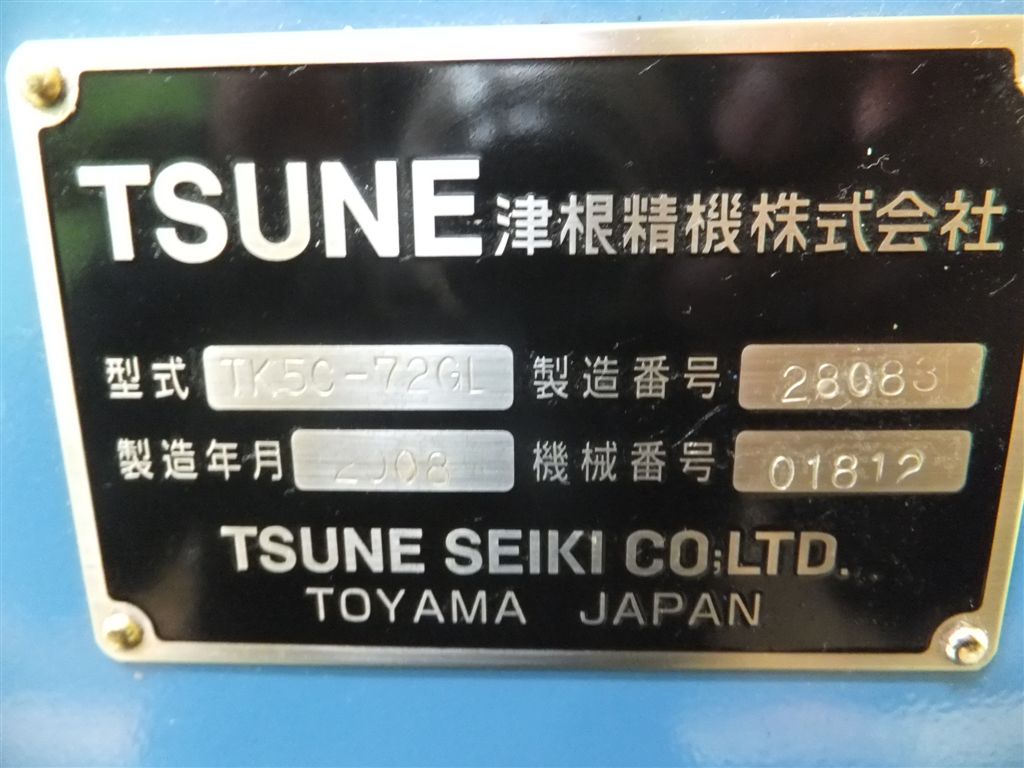 TSUNE 津根精機株式会社
型式 TK5C-72GL 製造番号 28083
製造年月 2008 機械番号 01812
TSUNE SEIKI CO;LTD.
TOYAMA JAPAN